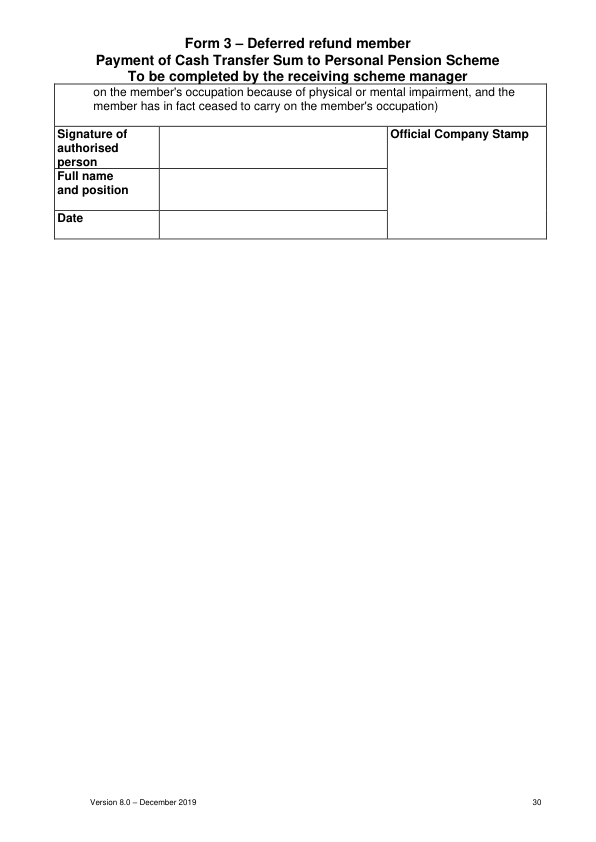 Form 3 – Deferred refund member
Payment of Cash Transfer Sum to Personal Pension Scheme
To be completed by the receiving scheme manager
on the member's occupation because of physical or mental impairment, and the
member has in fact ceased to carry on the member's occupation)
Signature of
authorised
person
Official Company Stamp
Full name
and position
Date
Version 8.0 – December 2019
30